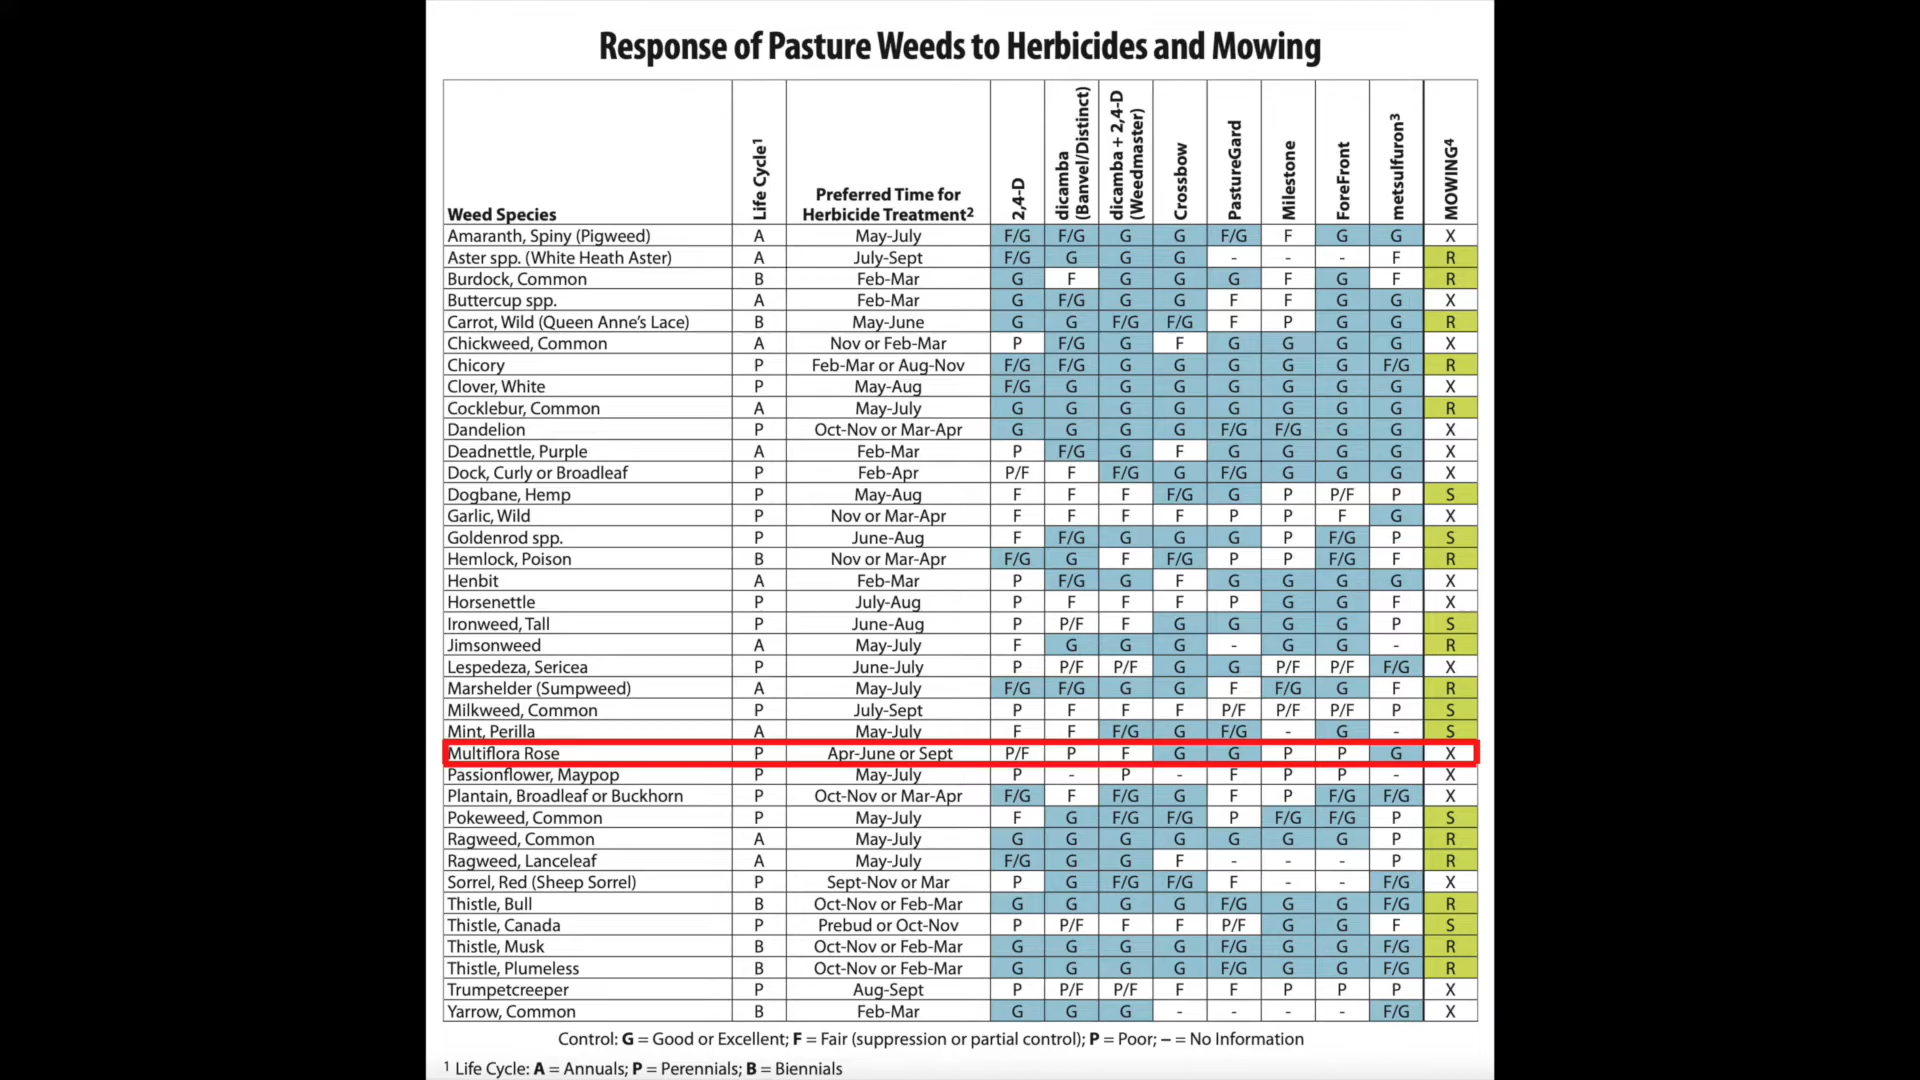 Response of Pasture Weeds to Herbicides and Mowing
Weed Species Life Cycle1 Preferred Time for Herbicide Treatment2 2,4-D dicamba (Banvel/Distinct) dicamba + 2,4-D (Weedmaster) Crossbow PastureGard Milestone ForeFront metsulfuron3 MOWING4
Amaranth, Spiny (Pigweed) A May-July F/G F/G G G F/G F G G X
Aster spp. (White Heath Aster) A July-Sept F/G G G G - - - F R
Burdock, Common B Feb-Mar G F G G G F G F R
Buttercup spp. A Feb-Mar G F/G G G F F G G X
Carrot, Wild (Queen Anne's Lace) B May-June G G F/G F/G F P G G R
Chickweed, Common A Nov or Feb-Mar P F/G G F G G G G X
Chicory P Feb-Mar or Aug-Nov F/G F/G G G G G G F/G R
Clover, White P May-Aug F/G G G G G G G G X
Cocklebur, Common A May-July G G G G G G G G R
Dandelion P Oct-Nov or Mar-Apr G G G G F/G F/G G G X
Deadnettle, Purple A Feb-Mar P F/G G F G G G G X
Dock, Curly or Broadleaf P Feb-Apr P/F F F/G G F/G G G G X
Dogbane, Hemp P May-Aug F F F F/G G P P/F P S
Garlic, Wild P Nov or Mar-Apr F F F F P P F G X
Goldenrod spp. P June-Aug F F/G G G G P F/G P S
Hemlock, Poison B Nov or Mar-Apr F/G G F F/G P P F/G F R
Henbit A Feb-Mar P F/G G F G G G G X
Horsenettle P July-Aug P F F F P G G F X
Ironweed, Tall P June-Aug P P/F F G G G G P S
Jimsonweed A May-July F G G G - G G - R
Lespedeza, Sericea P June-July P P/F P/F G G P/F P/F F/G X
Marshelder (Sumpweed) A May-July F/G F/G G G F F/G G F R
Milkweed, Common P July-Sept P F F F P/F P/F P/F P S
Mint, Perilla A May-July F F F/G G F/G - G - S
Multiflora Rose P Apr-June or Sept P/F P F G G P P G X
Passionflower, Maypop P May-July P - P - F P P - X
Plantain, Broadleaf or Buckhorn P Oct-Nov or Mar-Apr F/G F F/G G F P F/G F/G X
Pokeweed, Common P May-July F G F/G F/G P F/G F/G P S
Ragweed, Common A May-July G G G G G G G P R
Ragweed, Lanceleaf A May-July F/G G G F - - - P R
Sorrel, Red (Sheep Sorrel) P Sept-Nov or Mar P G F/G F/G F - - F/G X
Thistle, Bull B Oct-Nov or Feb-Mar G G G G F/G G G F/G R
Thistle, Canada P Prebud or Oct-Nov P P/F F F P/F G G F S
Thistle, Musk B Oct-Nov or Feb-Mar G G G G F/G G G F/G R
Thistle, Plumeless B Oct-Nov or Feb-Mar G G G G F/G G G F/G R
Trumpetcreeper P Aug-Sept P P/F P/F F F P P P X
Yarrow, Common B Feb-Mar G G G - - - - F/G X
Control: G = Good or Excellent; F = Fair (suppression or partial control); P = Poor; – = No Information
1 Life Cycle: A = Annuals; P = Perennials; B = Biennials